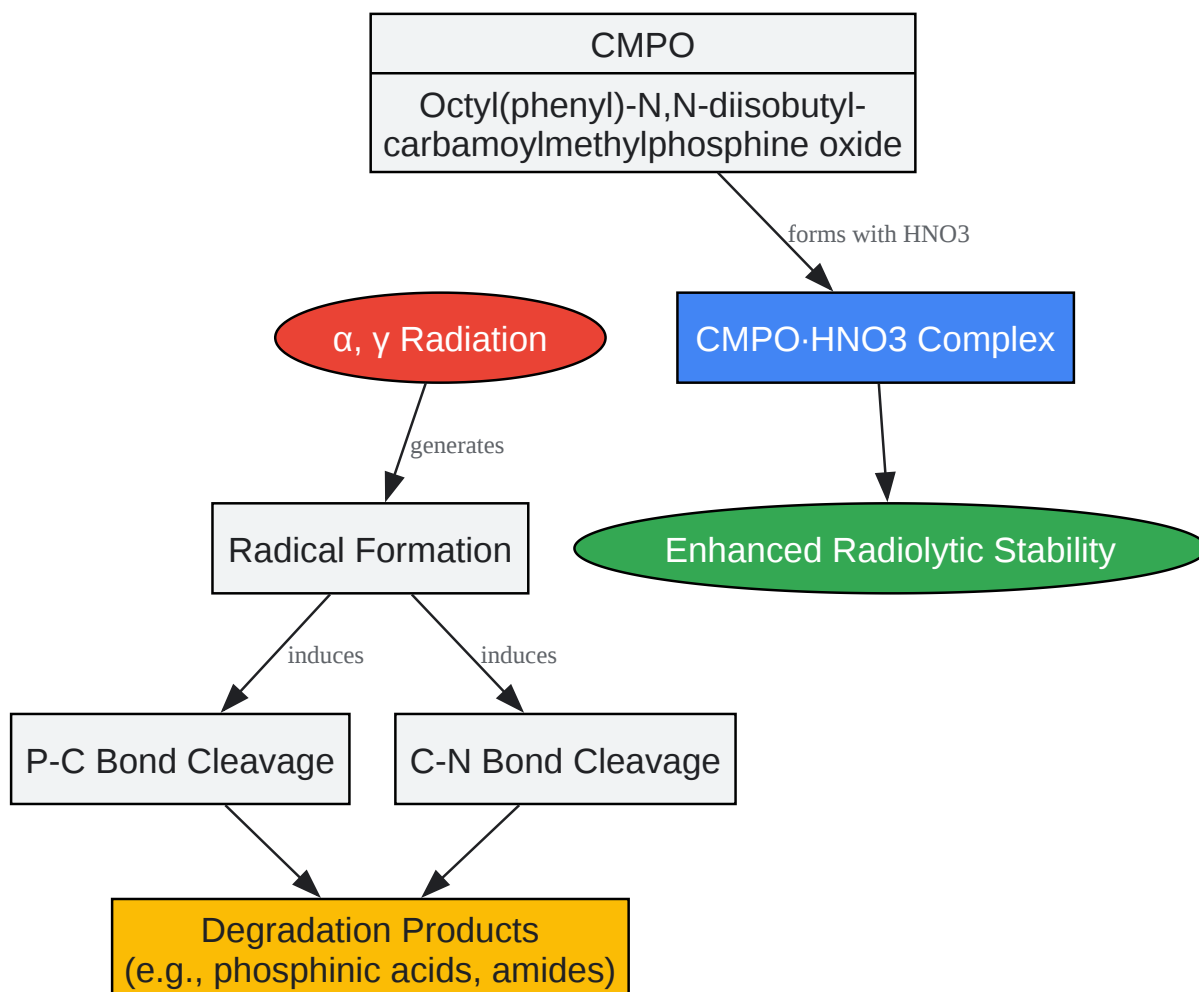 CMPO
Octyl(phenyl)-N,N-diisobutyl-
carbamoylmethylphosphine oxide
forms with HNO3
α, γ Radiation
CMPO·HNO3 Complex
generates
Radical Formation
Enhanced Radiolytic Stability
induces
induces
P-C Bond Cleavage
C-N Bond Cleavage
Degradation Products
(e.g., phosphinic acids, amides)